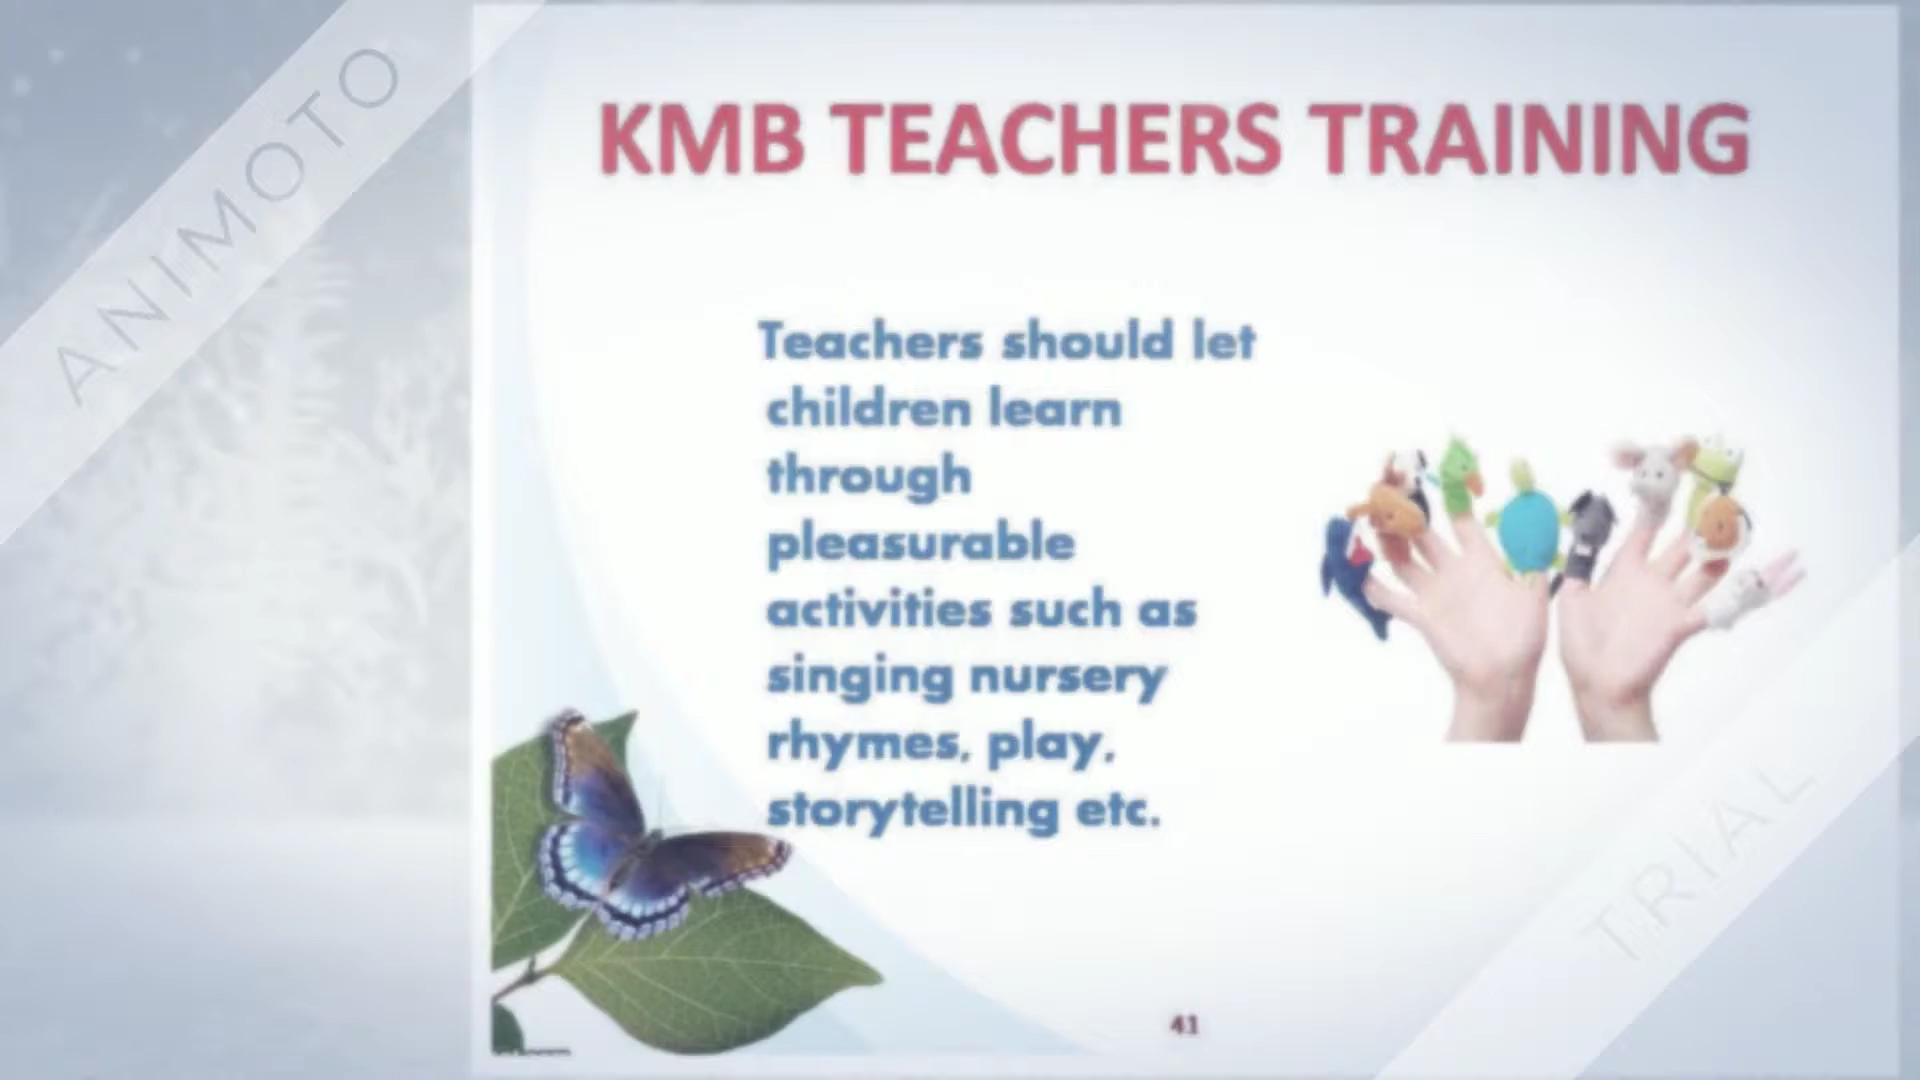 ANIMOTO
KMB TEACHERS TRAINING
Teachers should let
children learn
through
pleasurable
activities such as
singing nursery
rhymes, play,
storytelling etc.
TRIAL
41